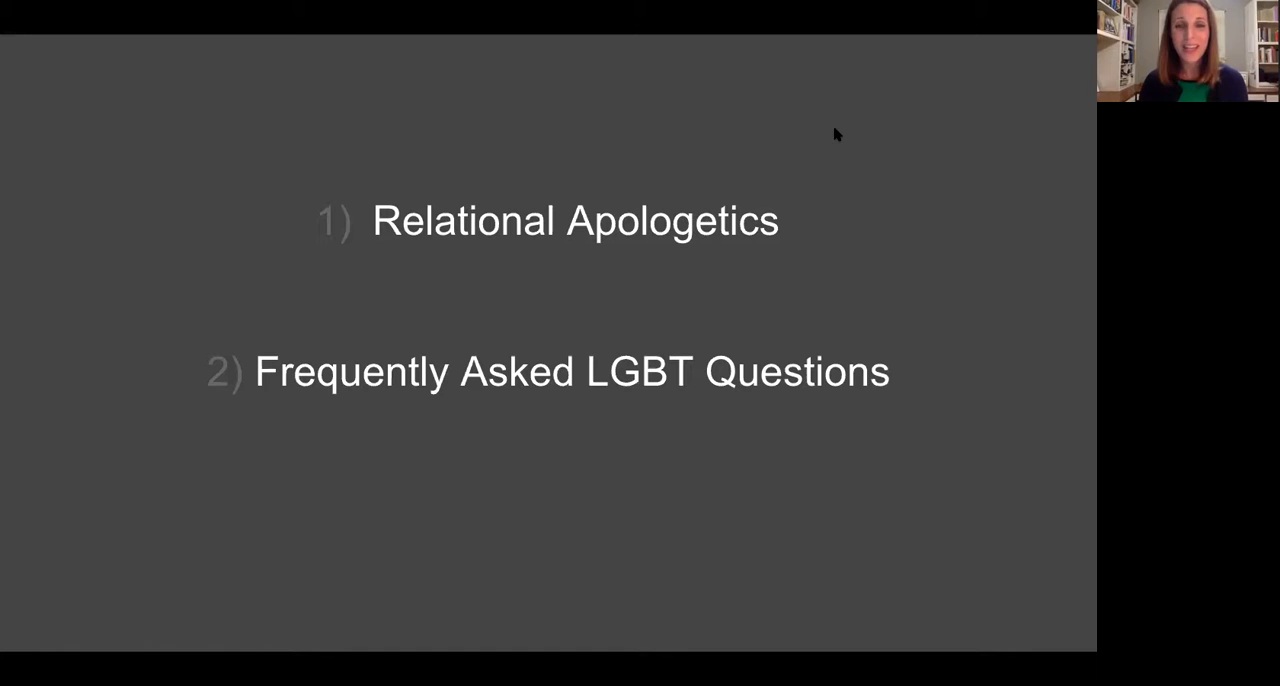 1) Relational Apologetics
2) Frequently Asked LGBT Questions